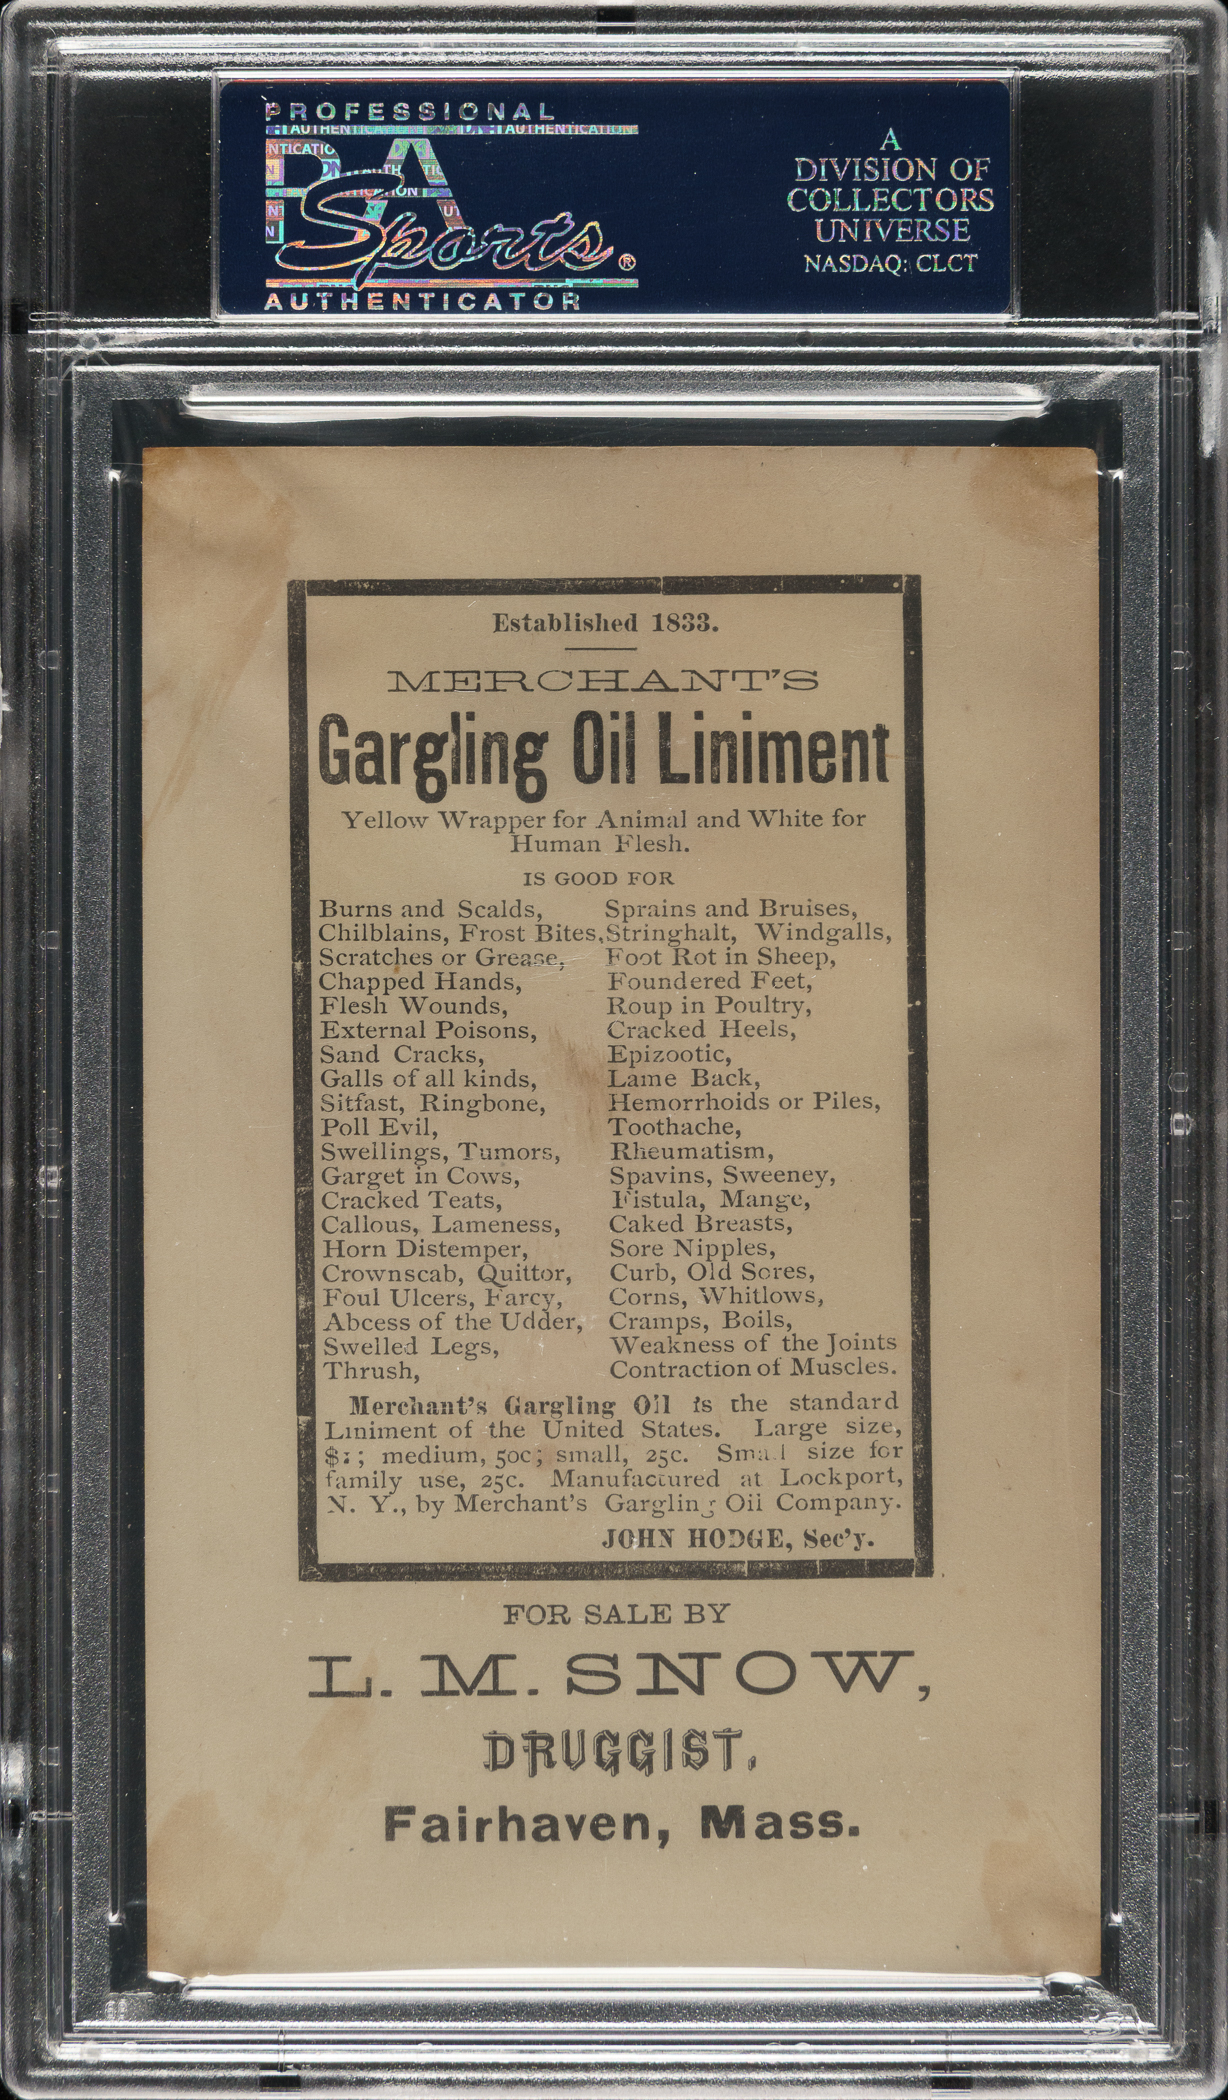 PROFESSIONAL
PSA
Sports®
AUTHENTICATOR
A
DIVISION OF
COLLECTORS
UNIVERSE
NASDAQ: CLCT
Established 1833.
MERCHANT'S
Gargling Oil Liniment
Yellow Wrapper for Animal and White for
Human Flesh.
IS GOOD FOR
Burns and Scalds, Sprains and Bruises,
Chilblains, Frost Bites, Stringhalt, Windgalls,
Scratches or Grease, Foot Rot in Sheep,
Chapped Hands, Foundered Feet,
Flesh Wounds, Roup in Poultry,
External Poisons, Cracked Heels,
Sand Cracks, Epizootic,
Galls of all kinds, Lame Back,
Sitfast, Ringbone, Hemorrhoids or Piles,
Poll Evil, Toothache,
Swellings, Tumors, Rheumatism,
Garget in Cows, Spavins, Sweeney,
Cracked Teats, Fistula, Mange,
Callous, Lameness, Caked Breasts,
Horn Distemper, Sore Nipples,
Crownscab, Quittor, Curb, Old Sores,
Foul Ulcers, Farcy, Corns, Whitlows,
Abcess of the Udder, Cramps, Boils,
Swelled Legs, Weakness of the Joints
Thrush, Contraction of Muscles.
Merchant's Gargling Oil is the standard
Liniment of the United States. Large size,
$1; medium, 50c; small, 25c. Small size for
family use, 25c. Manufactured at Lockport,
N. Y., by Merchant's Gargling Oil Company.
JOHN HODGE, Sec'y.
FOR SALE BY
L. M. SNOW,
DRUGGIST.
Fairhaven, Mass.